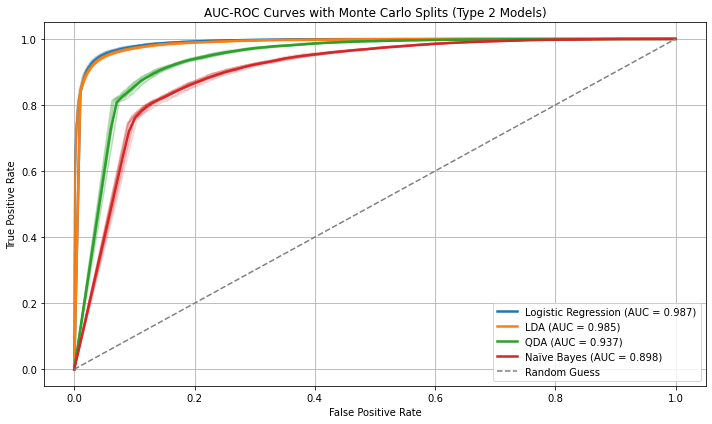 AUC-ROC Curves with Monte Carlo Splits (Type 2 Models)
True Positive Rate
1.0
0.8
0.6
0.4
0.2
0.0
Logistic Regression (AUC = 0.987)
LDA (AUC = 0.985)
QDA (AUC = 0.937)
Naïve Bayes (AUC = 0.898)
Random Guess
0.0 0.2 0.4 0.6 0.8 1.0
False Positive Rate